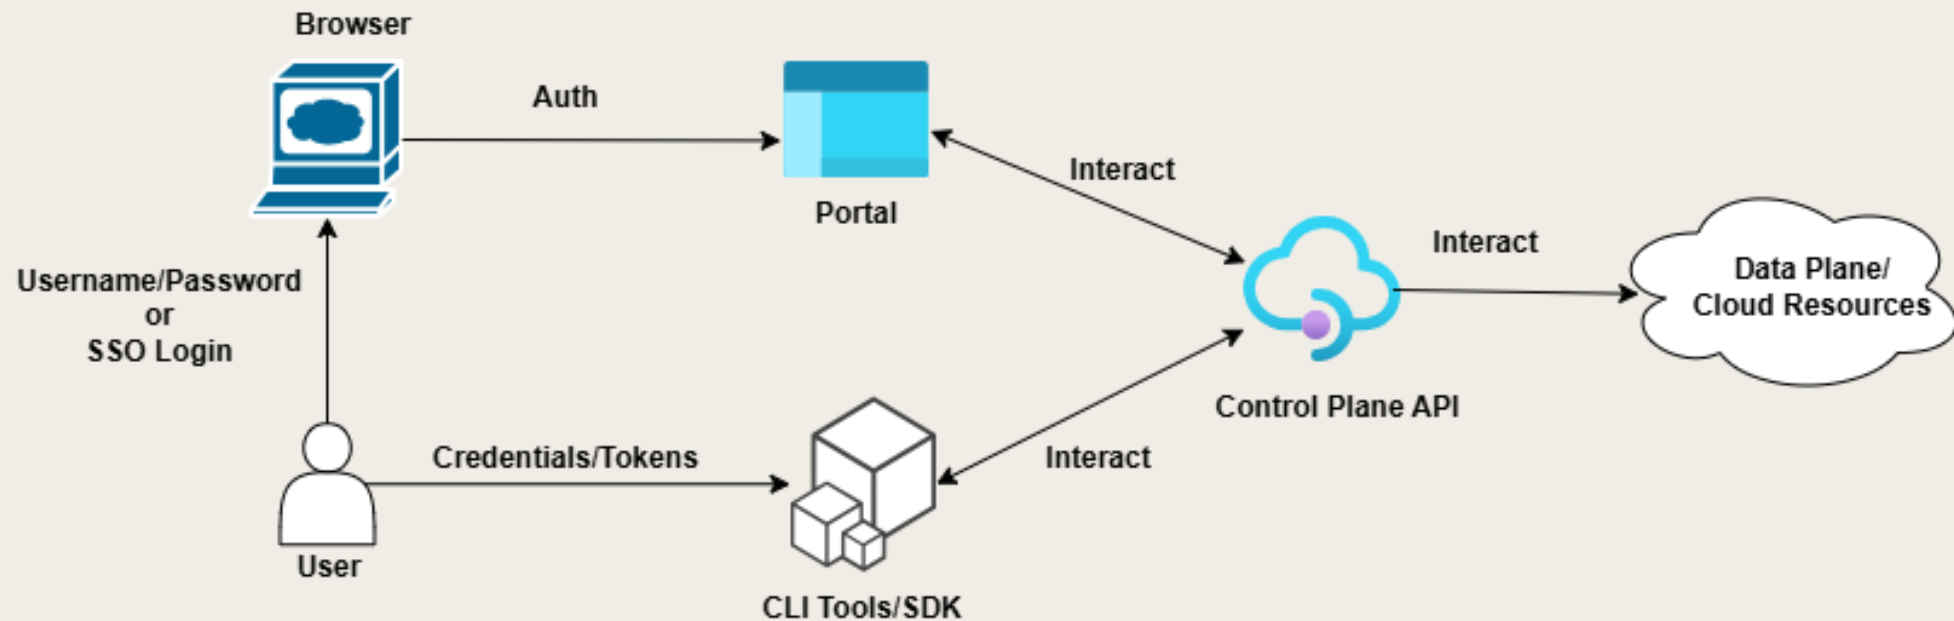 Browser
Auth
Portal
Interact
Username/Password
or
SSO Login
Interact
Data Plane/
Cloud Resources
Control Plane API
Credentials/Tokens
Interact
User
CLI Tools/SDK